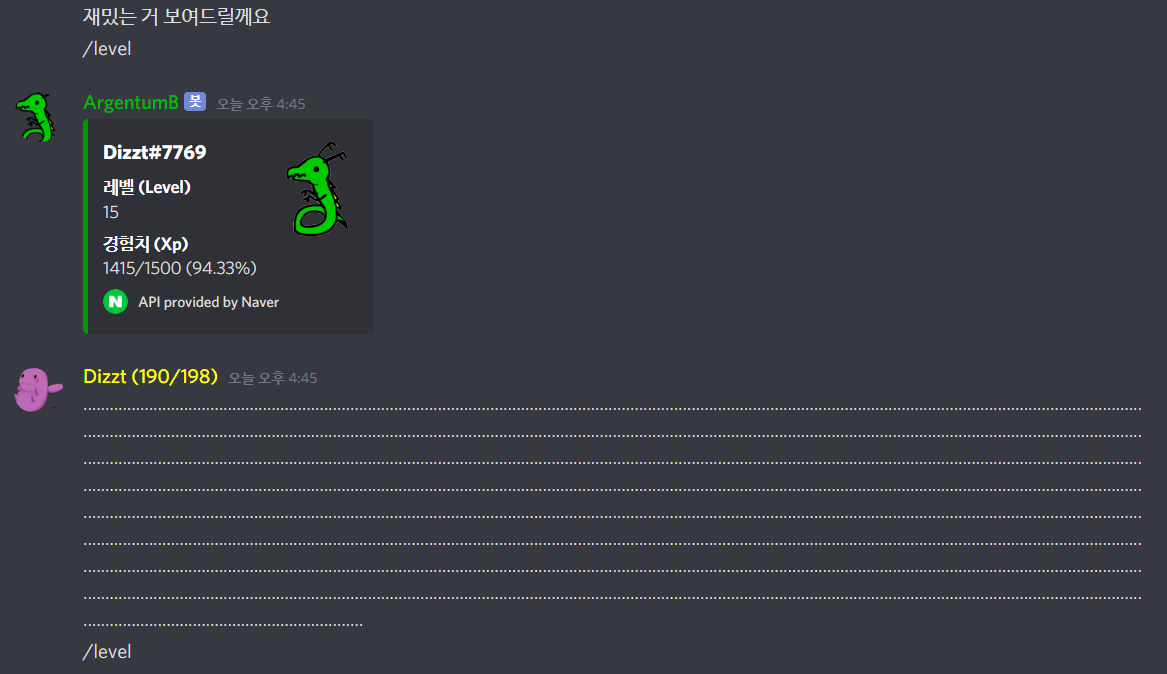 재밌는 거 보여드릴께요
/level
ArgentumB 봇 오늘 오후 4:45
Dizzt#7769
레벨 (Level)
15
경험치 (Xp)
1415/1500 (94.33%)
N API provided by Naver
Dizzt (190/198) 오늘 오후 4:45
/level